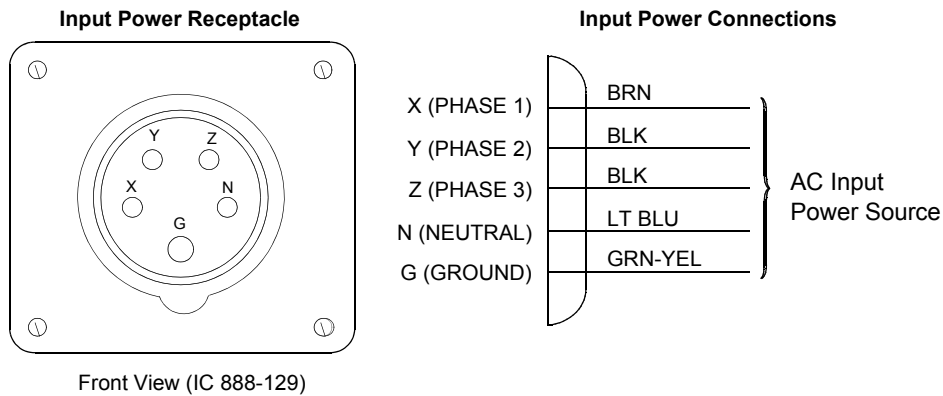 Input Power Receptacle
Y Z
X N
G
Front View (IC 888-129)
Input Power Connections
X (PHASE 1) BRN
Y (PHASE 2) BLK
Z (PHASE 3) BLK
N (NEUTRAL) LT BLU
G (GROUND) GRN-YEL
AC Input
Power Source